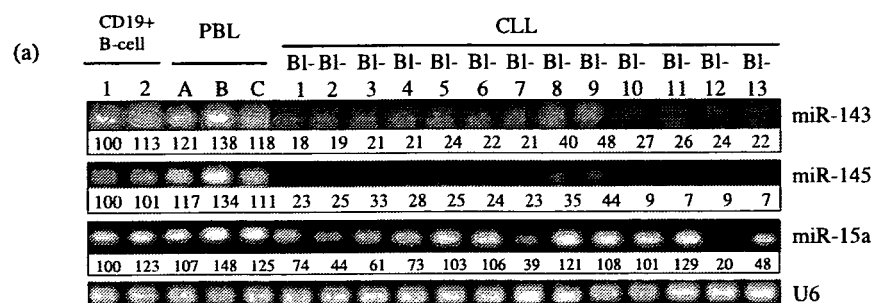 (a)
CD19+ B-cell PBL CLL
Bl- Bl- Bl- Bl- Bl- Bl- Bl- Bl- Bl- Bl- Bl- Bl- Bl-
1 2 A B C 1 2 3 4 5 6 7 8 9 10 11 12 13
miR-143
100 113 121 138 118 18 19 21 21 24 22 21 40 48 27 26 24 22
miR-145
100 101 117 134 111 23 25 33 28 25 24 23 35 44 9 7 9 7
miR-15a
100 123 107 148 125 74 44 61 73 103 106 39 121 108 101 129 20 48
U6